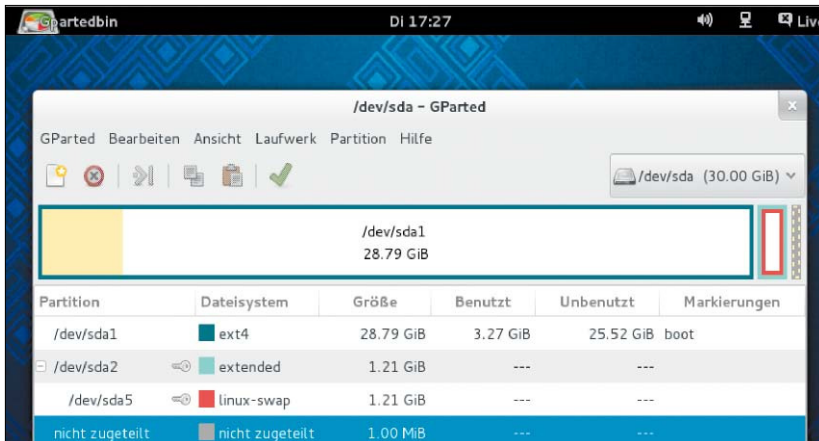 Gpartedbin Di 17:27 Live
/dev/sda - GParted
GParted Bearbeiten Ansicht Laufwerk Partition Hilfe
/dev/sda (30.00 GiB)
/dev/sda1
28.79 GiB
Partition Dateisystem Größe Benutzt Unbenutzt Markierungen
/dev/sda1 ext4 28.79 GiB 3.27 GiB 25.52 GiB boot
/dev/sda2 extended 1.21 GiB --- ---
/dev/sda5 linux-swap 1.21 GiB --- ---
nicht zugeteilt nicht zugeteilt 1.00 MiB --- ---